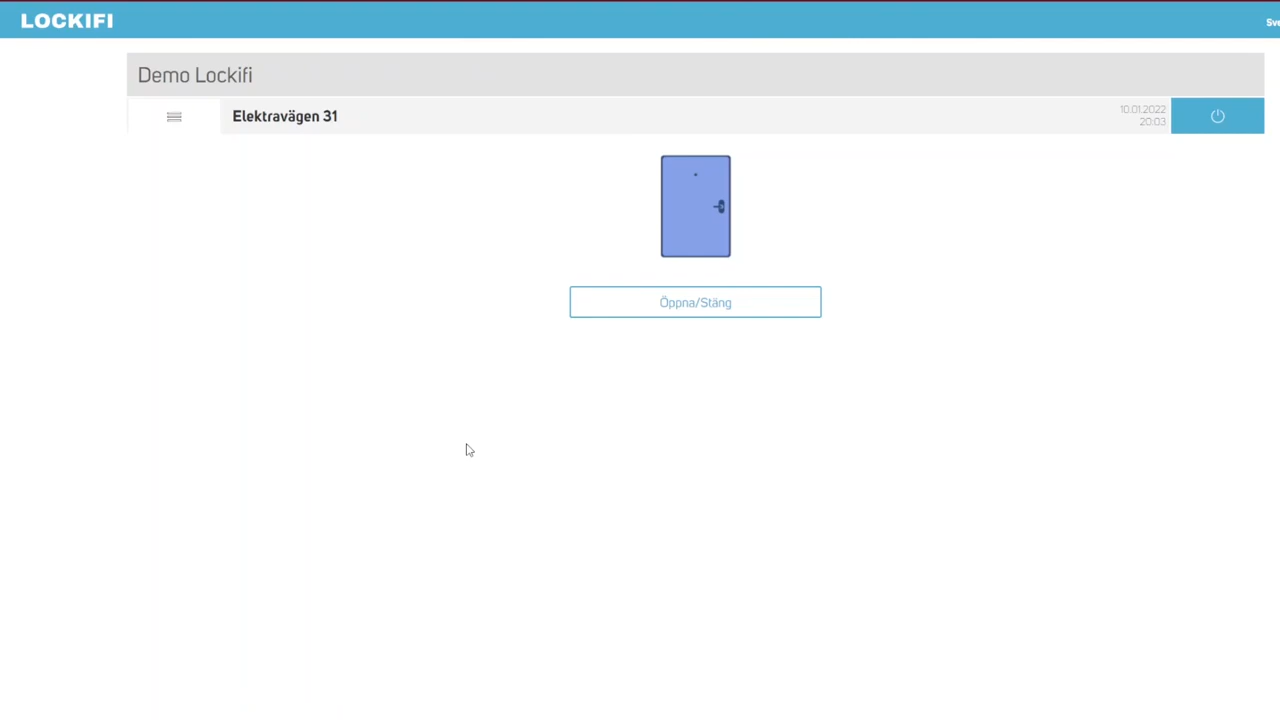 LOCKIFI
Demo Lockifi
Elektravägen 31
10.01.2022
20:03
Öppna/Stäng